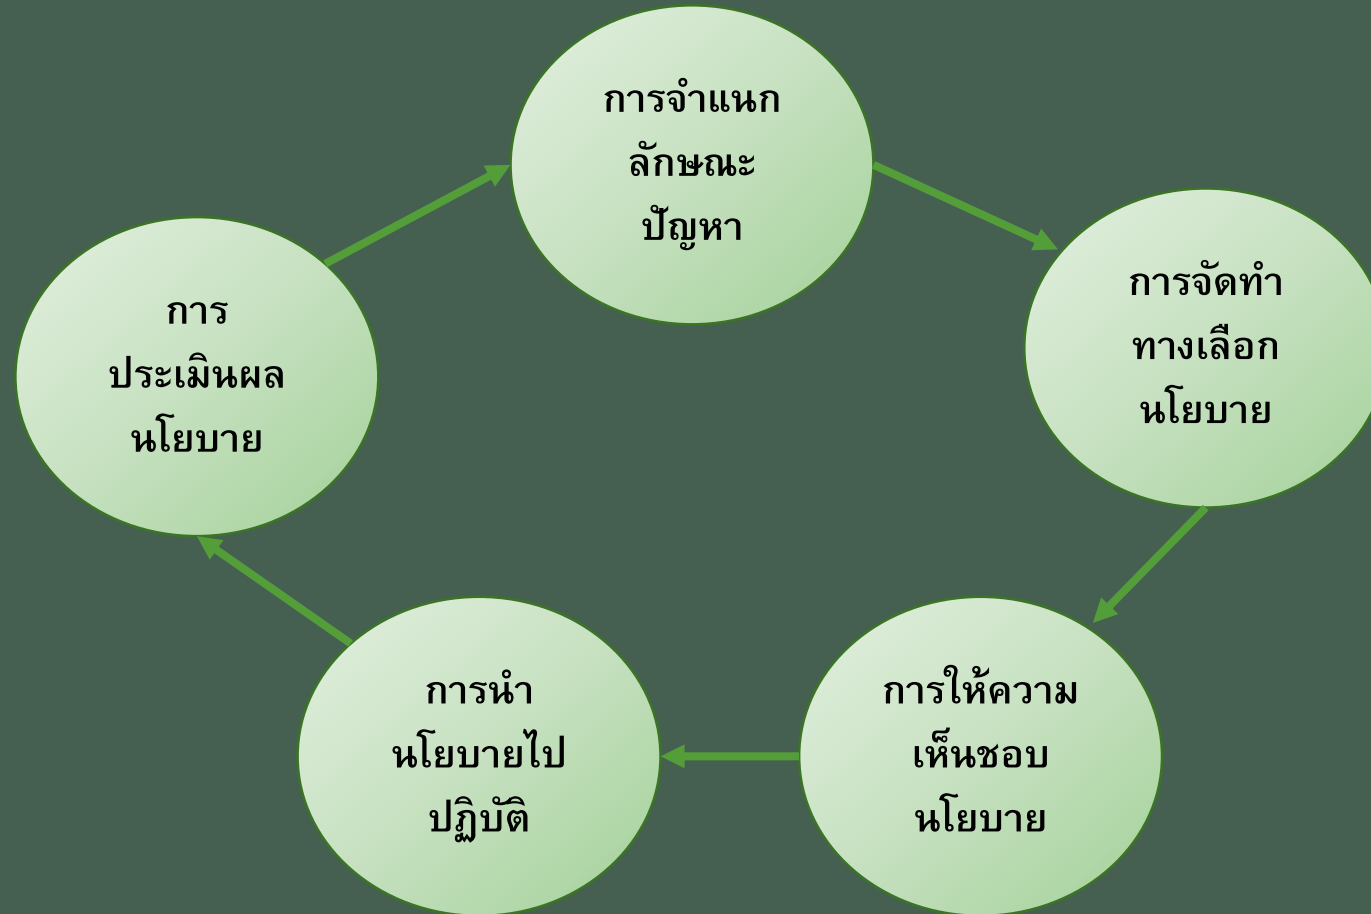 การจำแนก
ลักษณะ
ปัญหา
การจัดทำ
ทางเลือก
นโยบาย
การให้ความ
เห็นชอบ
นโยบาย
การนำ
นโยบายไป
ปฏิบัติ
การ
ประเมินผล
นโยบาย